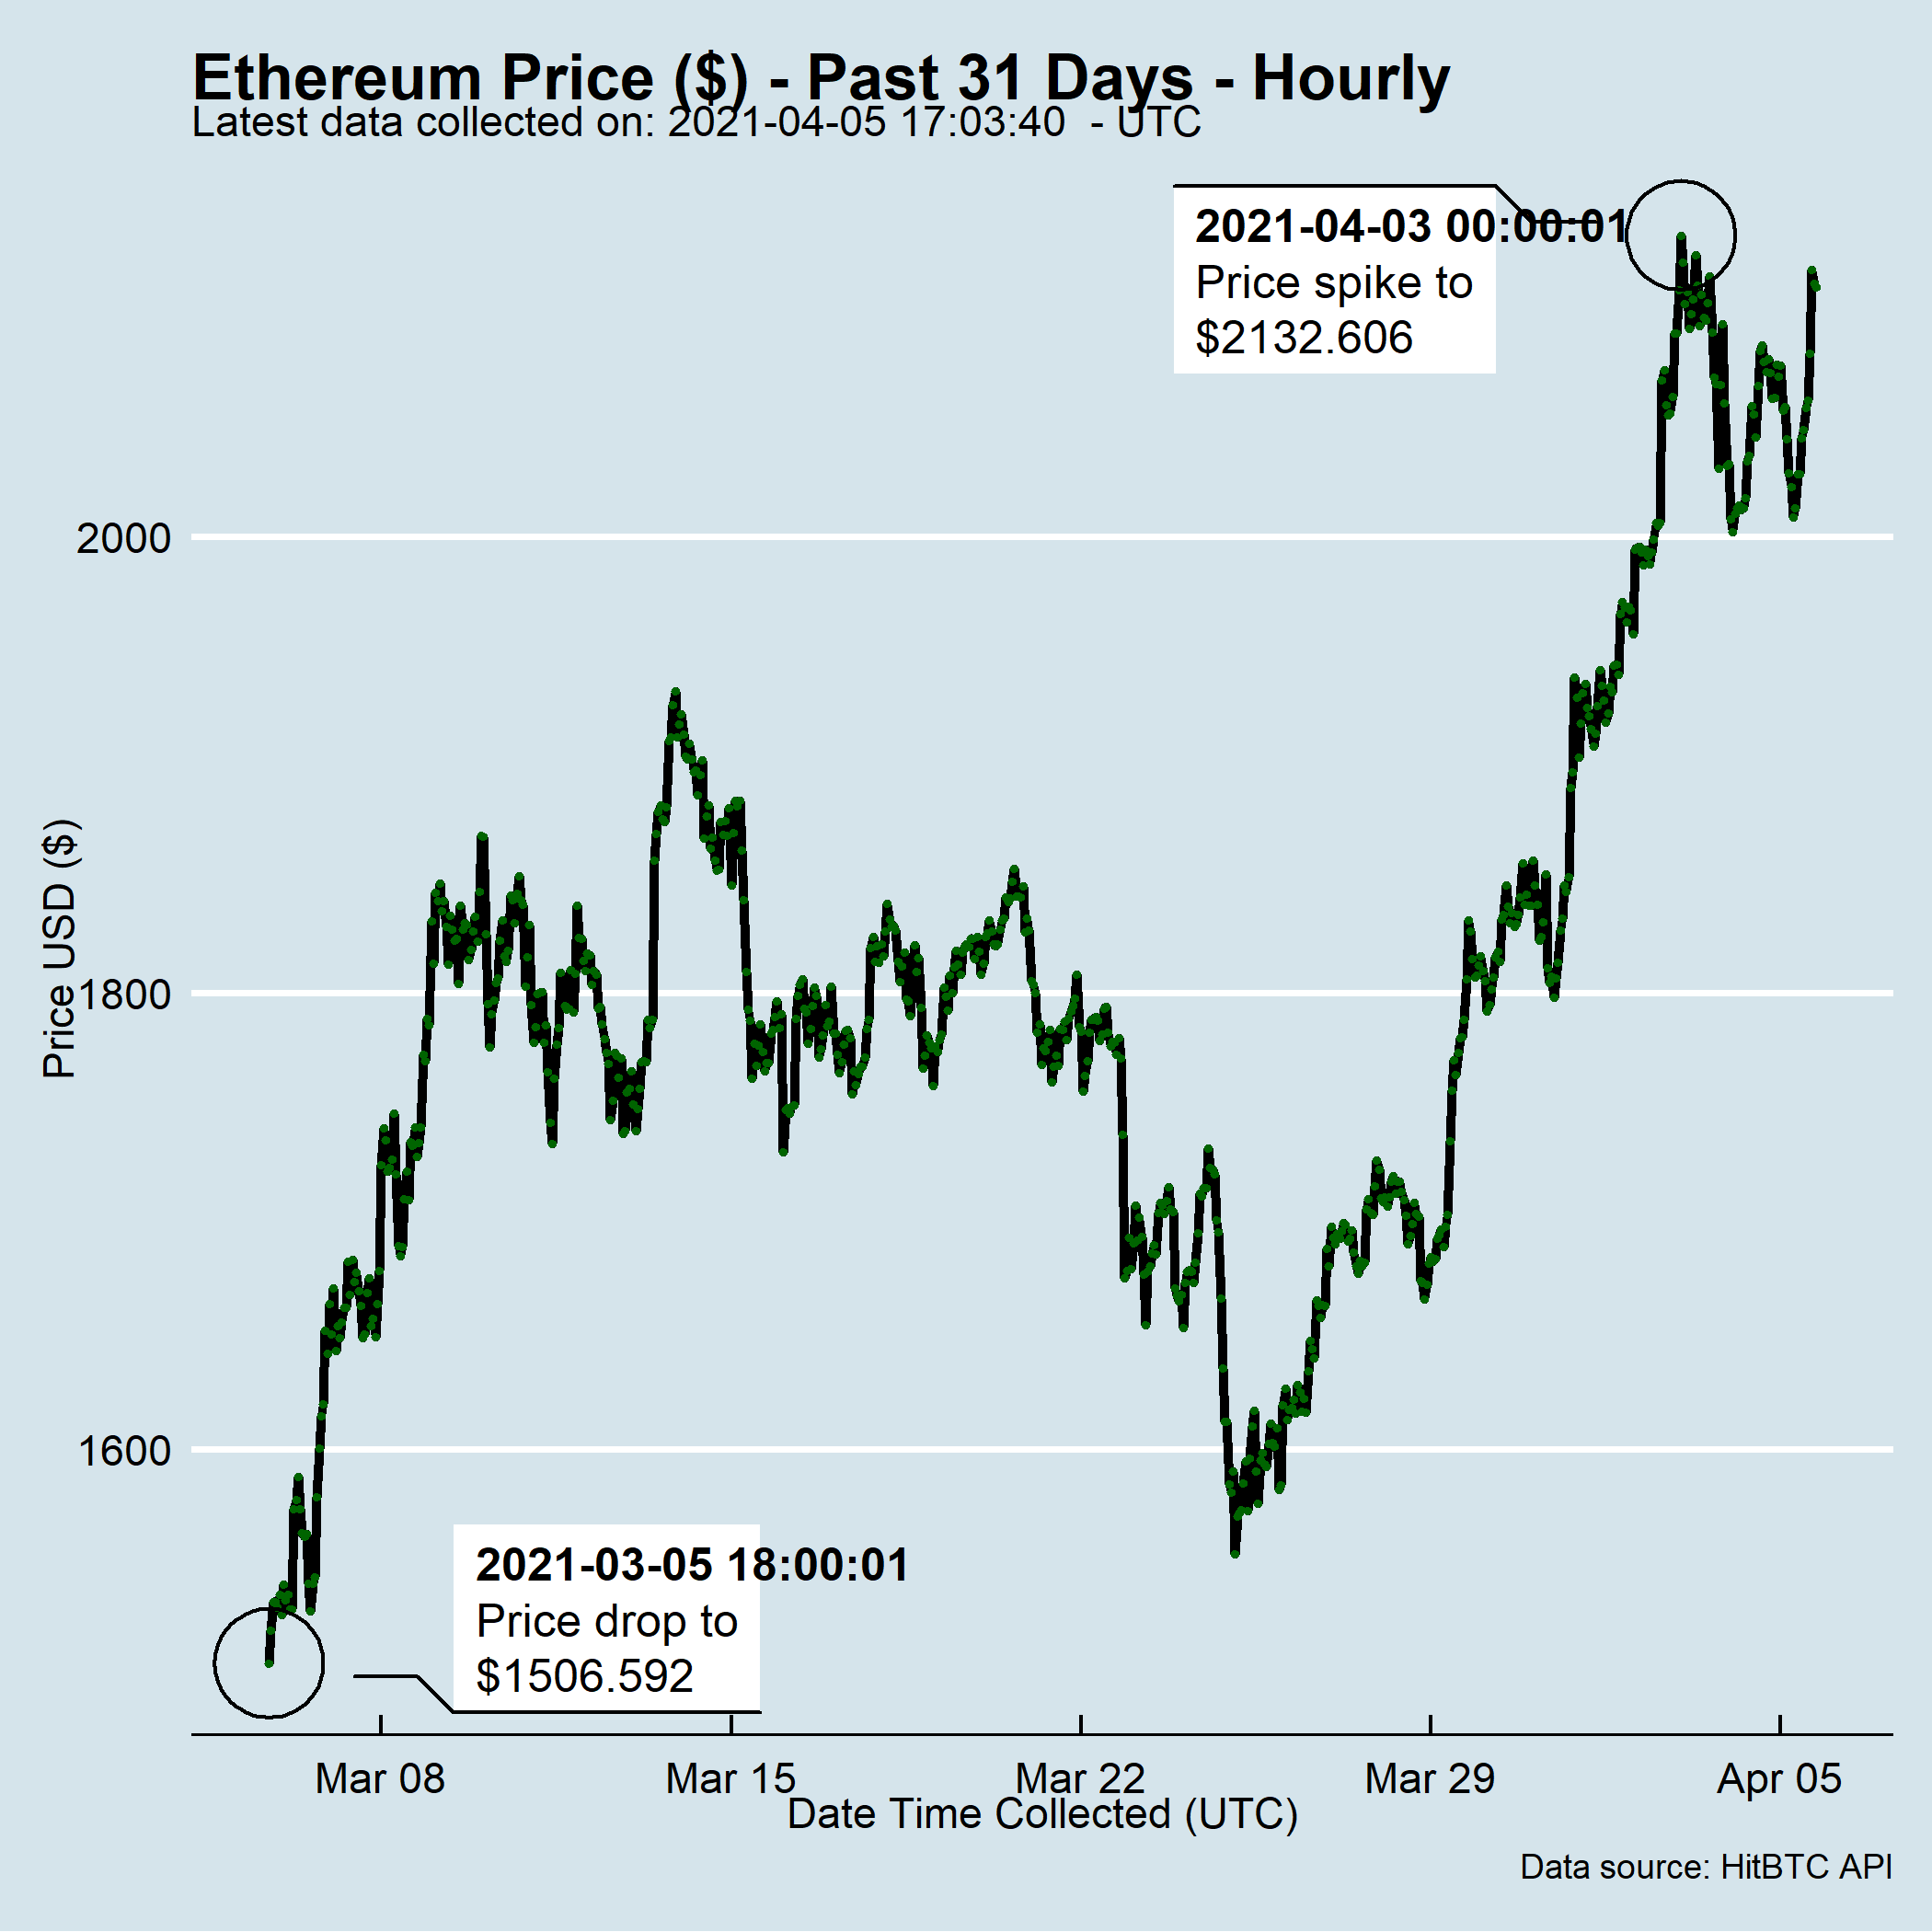 Ethereum Price ($) - Past 31 Days - Hourly
Latest data collected on: 2021-04-05 17:03:40  - UTC
2021-04-03 00:00:01
Price spike to
$2132.606
2000
1800
1600
Price USD ($)
2021-03-05 18:00:01
Price drop to
$1506.592
Mar 08
Mar 15
Mar 22
Mar 29
Apr 05
Date Time Collected (UTC)
Data source: HitBTC API